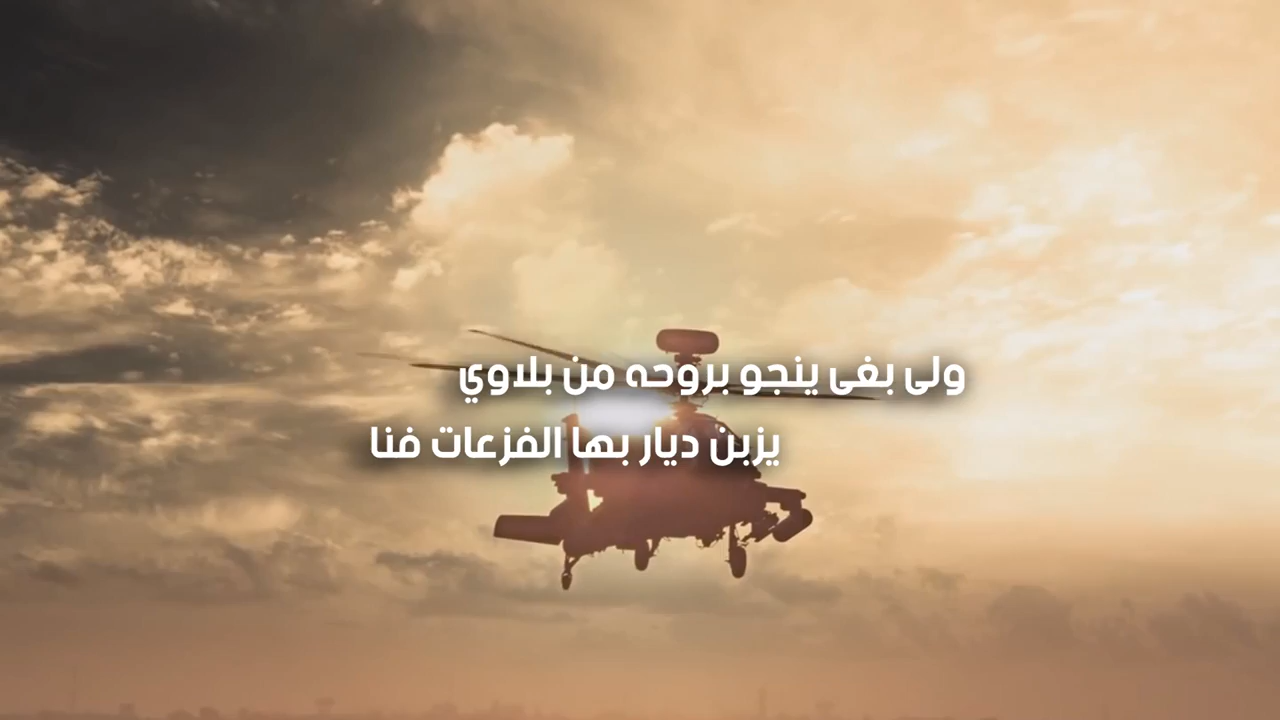 ولى بغى ينجو بروحه من بلاوي
يزبن ديار بها الفزعات فنا